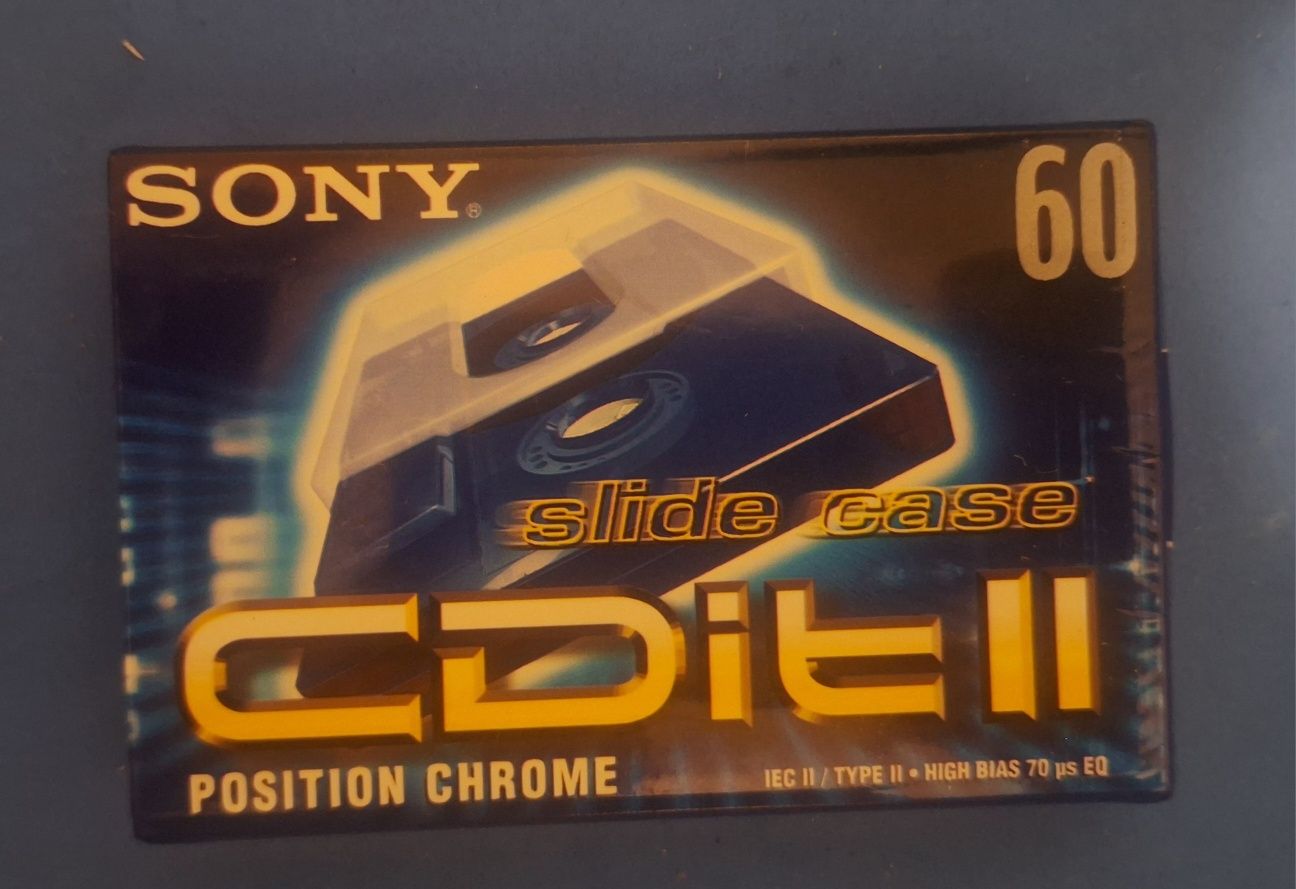 SONY®
60
slide case
CDit II
POSITION CHROME
IEC II / TYPE II • HIGH BIAS 70 µs EQ